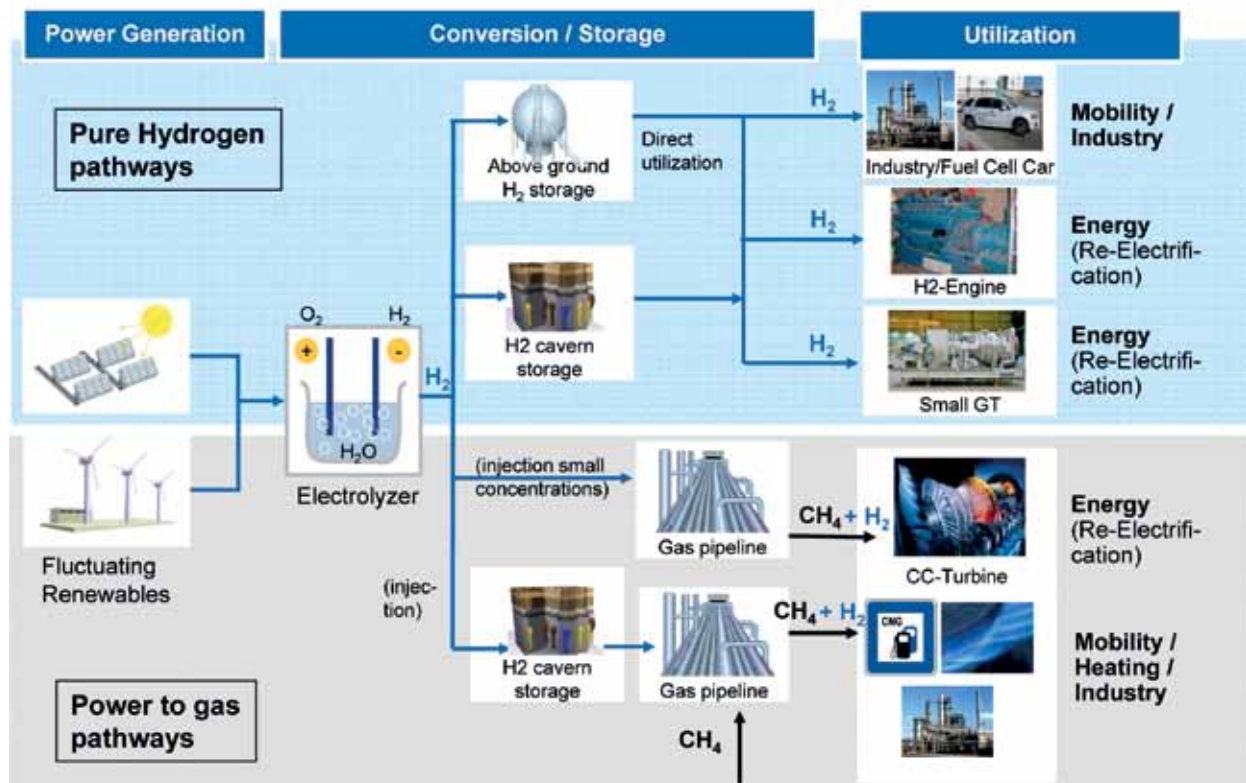 Power Generation
Conversion / Storage
Utilization
Pure Hydrogen
pathways
Above ground
H₂ storage
Direct
utilization
H₂
Industry/Fuel Cell Car
Mobility /
Industry
H₂
H2-Engine
Energy
(Re-Electrifi-
cation)
H2 cavern
storage
H₂
Small GT
Energy
(Re-Electrifi-
cation)
O₂
H₂
+
-
H₂O
H₂
Electrolyzer
Fluctuating
Renewables
(injection small
concentrations)
Gas pipeline
CH₄ + H₂
CC-Turbine
Energy
(Re-Electrifi-
cation)
(injec-
tion)
H2 cavern
storage
Gas pipeline
CH₄ + H₂
CNG
Mobility /
Heating /
Industry
CH₄
Power to gas
pathways